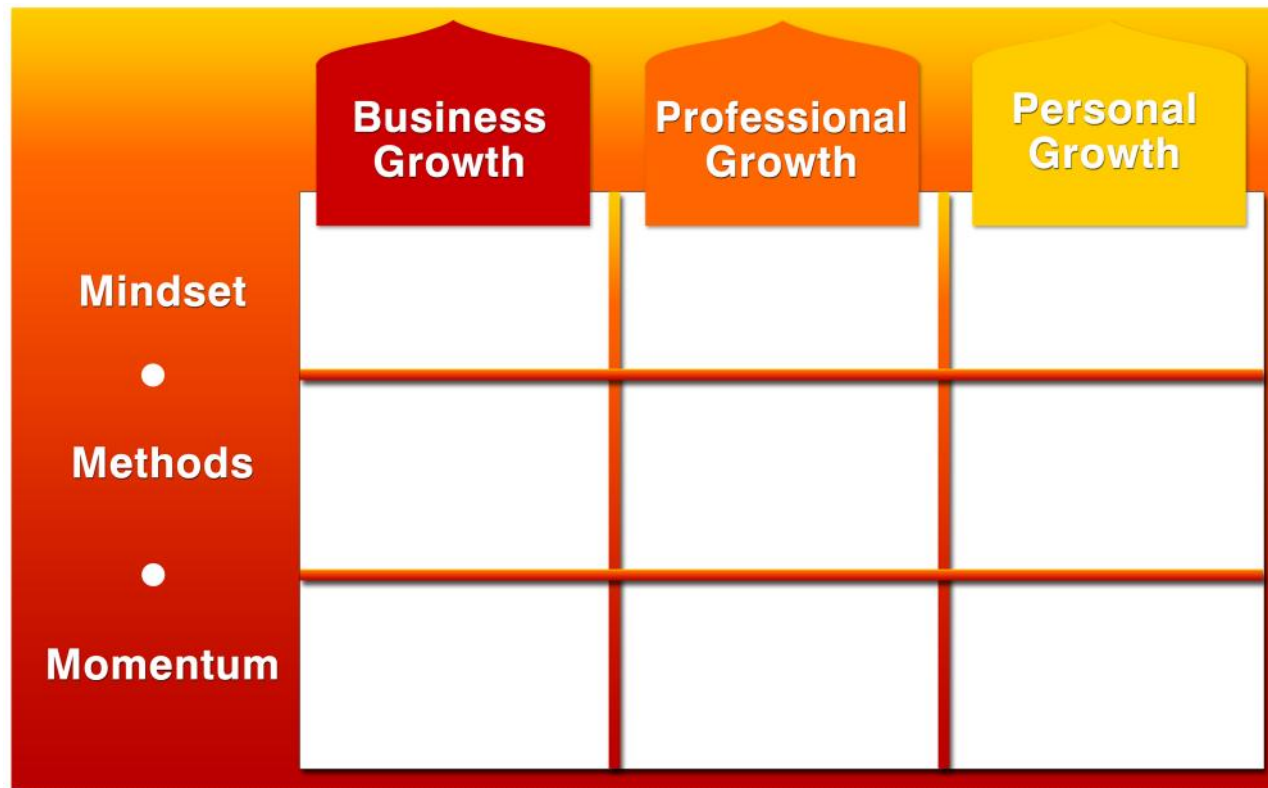 Business
Growth
Professional
Growth
Personal
Growth
Mindset
Methods
Momentum